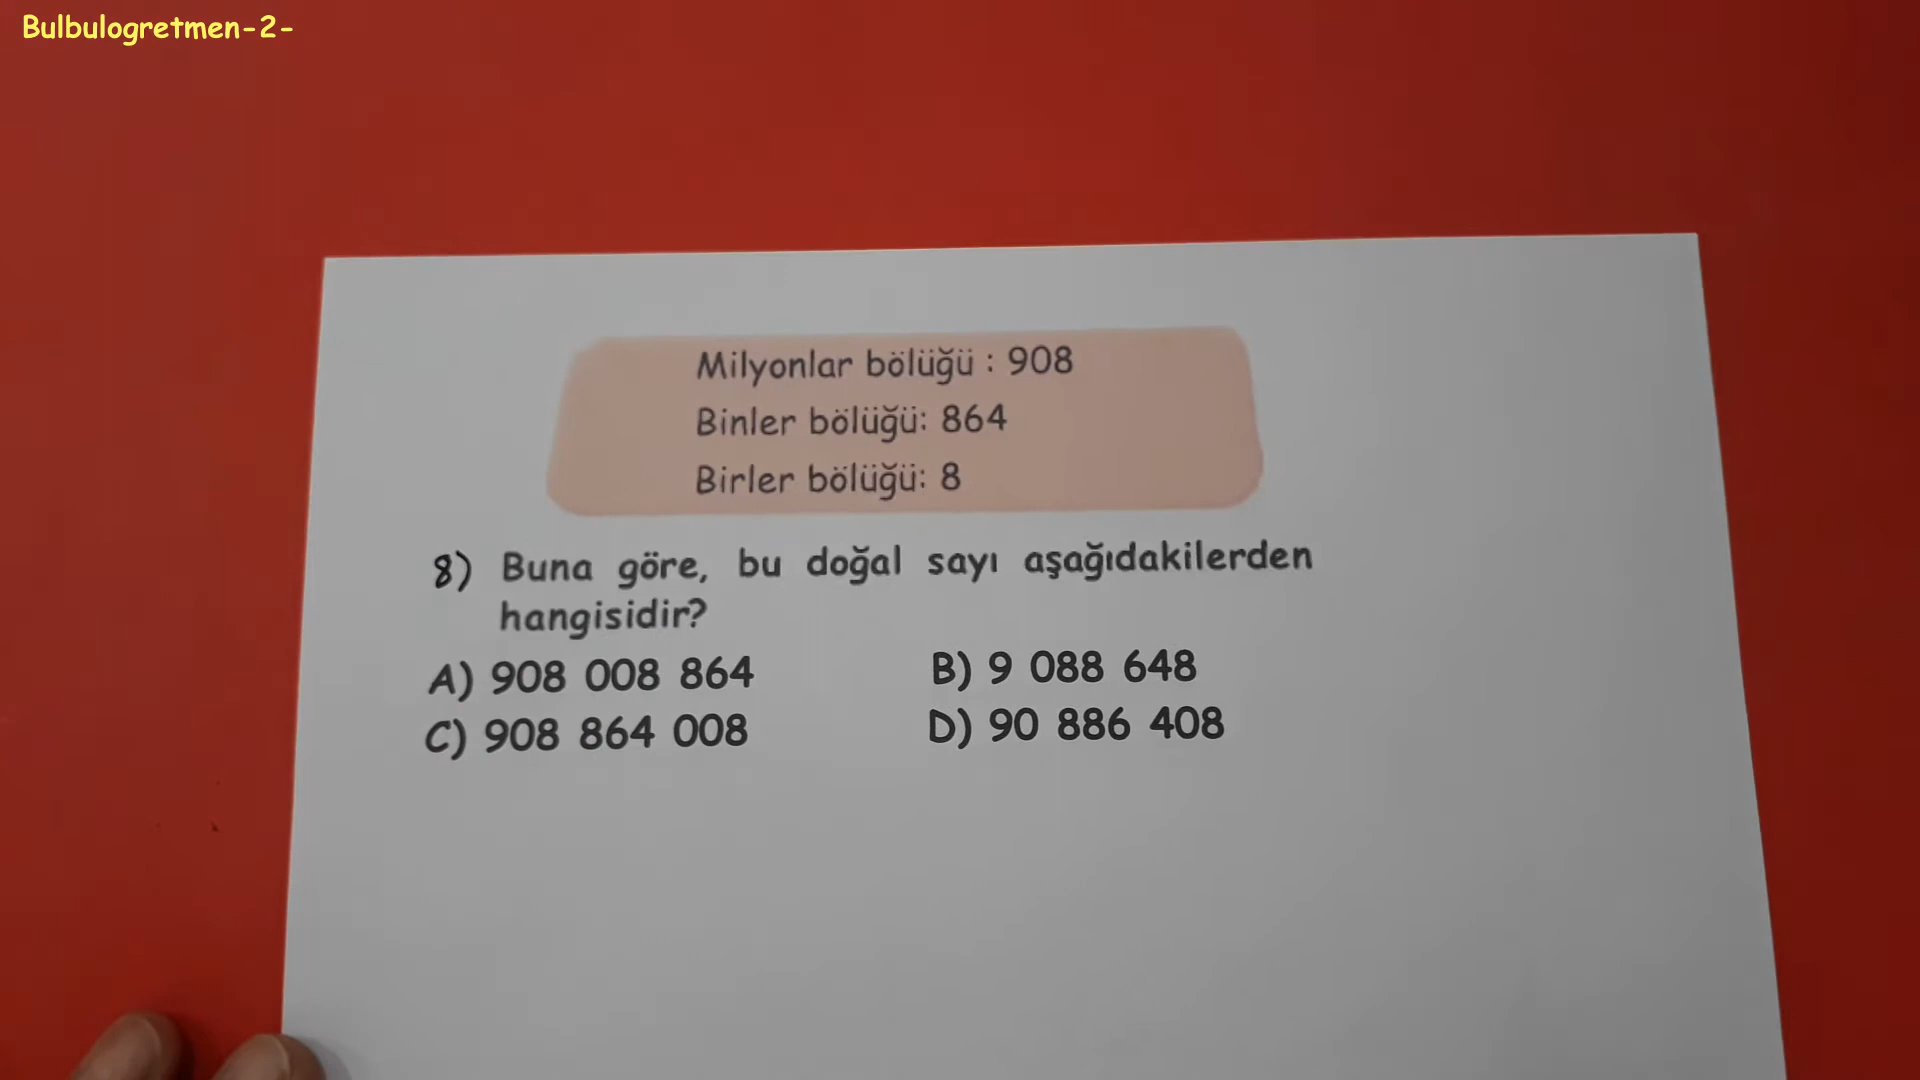 Bulbulogretmen-2-
Milyonlar bölüğü : 908
Binler bölüğü: 864
Birler bölüğü: 8
8) Buna göre, bu doğal sayı aşağıdakilerden
hangisidir?
A) 908 008 864 B) 9 088 648
C) 908 864 008 D) 90 886 408